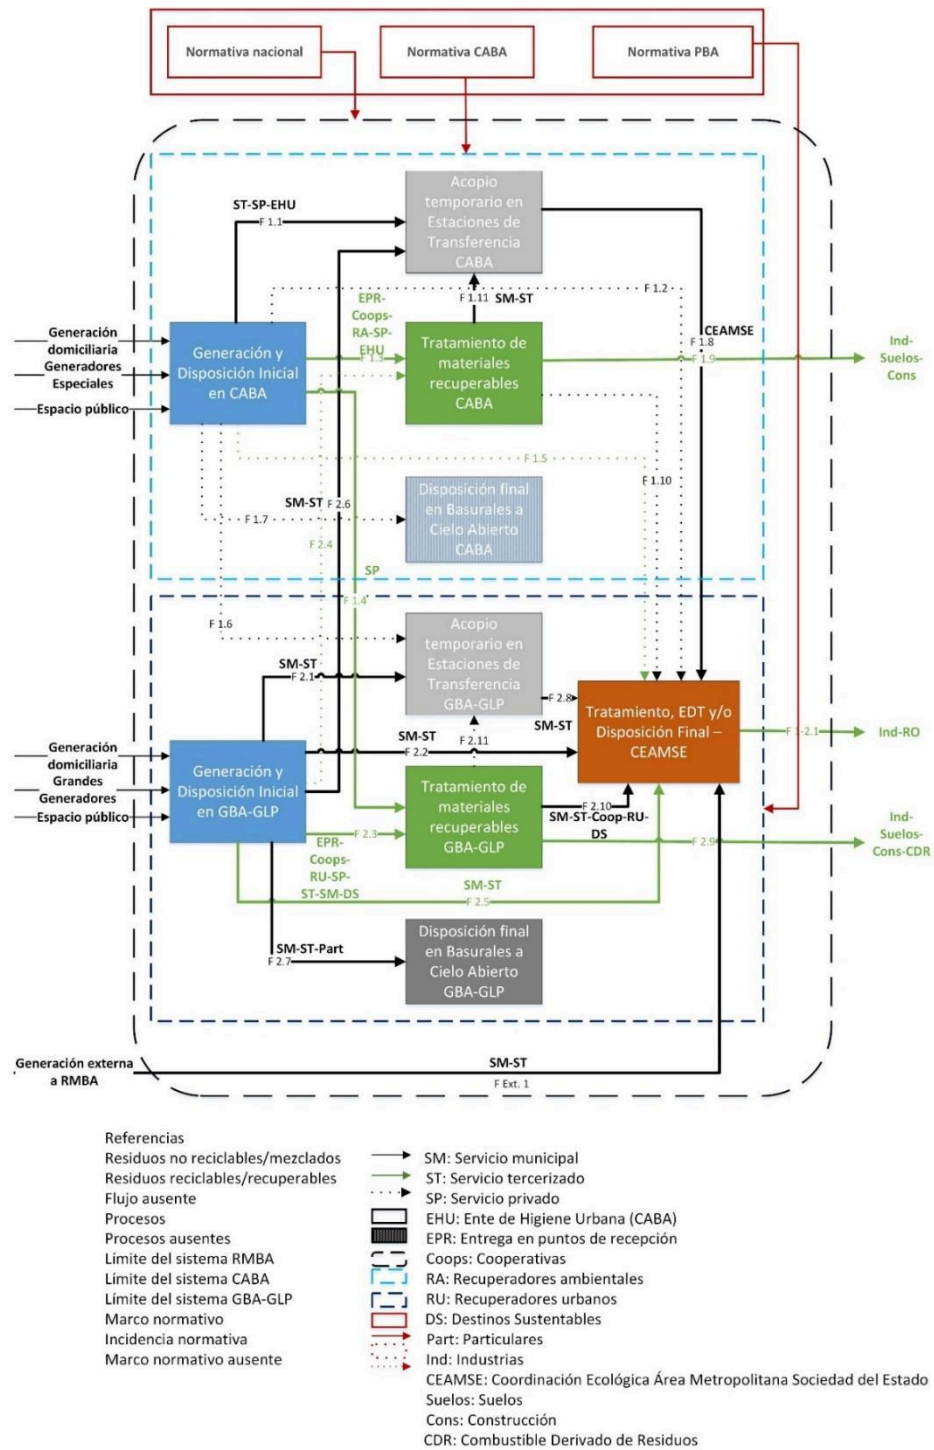 Normativa nacional
Normativa CABA
Normativa PBA
Acopio
temporario en
Estaciones de
Transferencia
CABA
ST-SP-EHU
F 1.1
F 1.2
F 1.11
SM-ST
EPR-
Coops-
RA-SP-
EHU
F 1.3
CEAMSE
F 1.8
F 1.9
Ind-
Suelos-
Cons
Generación
domiciliaria
Generadores
Especiales
Espacio público
Generación y
Disposición Inicial
en CABA
Tratamiento de
materiales
recuperables
CABA
F 1.5
F 1.10
SM-ST
F 2.6
F 1.7
F 2.4
Disposición final
en Basurales a
Cielo Abierto
CABA
SP
F 1.4
F 1.6
Acopio
temporario en
Estaciones de
Transferencia
GBA-GLP
SM-ST
F 2.1
F 2.8
SM-ST
Tratamiento, EDT y/o
Disposición Final –
CEAMSE
F 1-2.1
Ind-RO
SM-ST
F 2.2
F 2.11
Generación
domiciliaria
Grandes
Generadores
Espacio público
Generación y
Disposición Inicial
en GBA-GLP
Tratamiento de
materiales
recuperables
GBA-GLP
F 2.10
SM-ST-Coop-RU-
DS
F 2.3
EPR-
Coops-
RU-SP-
ST-SM-DS
F 2.9
Ind-
Suelos-
Cons-CDR
SM-ST
F 2.5
SM-ST-Part
F 2.7
Disposición final
en Basurales a
Cielo Abierto
GBA-GLP
Generación externa
a RMBA
SM-ST
F Ext. 1
Referencias
Residuos no reciclables/mezclados
Residuos reciclables/recuperables
Flujo ausente
Procesos
Procesos ausentes
Límite del sistema RMBA
Límite del sistema CABA
Límite del sistema GBA-GLP
Marco normativo
Incidencia normativa
Marco normativo ausente
SM: Servicio municipal
ST: Servicio tercerizado
SP: Servicio privado
EHU: Ente de Higiene Urbana (CABA)
EPR: Entrega en puntos de recepción
Coops: Cooperativas
RA: Recuperadores ambientales
RU: Recuperadores urbanos
DS: Destinos Sustentables
Part: Particulares
Ind: Industrias
CEAMSE: Coordinación Ecológica Área Metropolitana Sociedad del Estado
Suelos: Suelos
Cons: Construcción
CDR: Combustible Derivado de Residuos